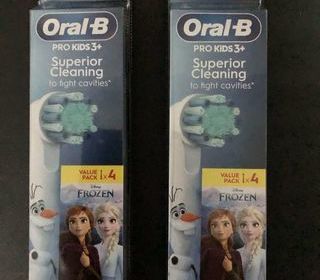 Oral-B
PRO KIDS 3+
Superior
Cleaning
to fight cavities*
VALUE
PACK 1x4
Disney
FROZEN
Oral-B
PRO KIDS 3+
Superior
Cleaning
to fight cavities*
VALUE
PACK 1x4
Disney
FROZEN